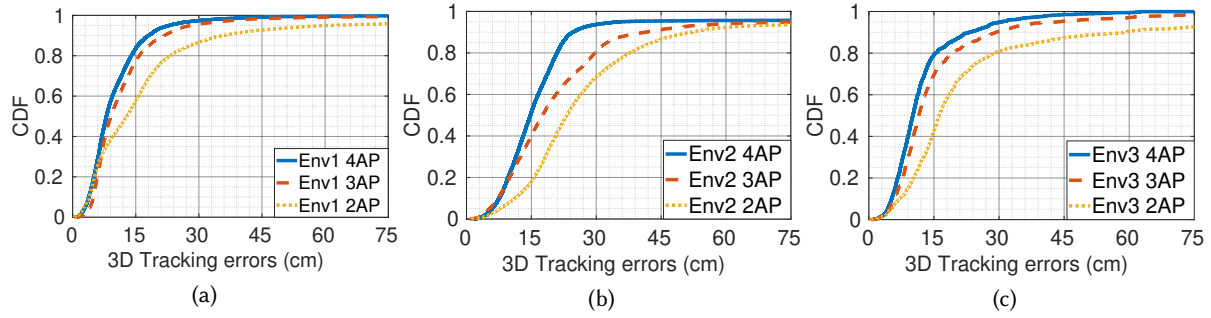 1
0.8
0.6
0.4
0.2
0
CDF
0 15 30 45 60 75
3D Tracking errors (cm)
Env1 4AP
Env1 3AP
Env1 2AP
(a)
1
0.8
0.6
0.4
0.2
0
CDF
0 15 30 45 60 75
3D Tracking errors (cm)
Env2 4AP
Env2 3AP
Env2 2AP
(b)
1
0.8
0.6
0.4
0.2
0
CDF
0 15 30 45 60 75
3D Tracking errors (cm)
Env3 4AP
Env3 3AP
Env3 2AP
(c)